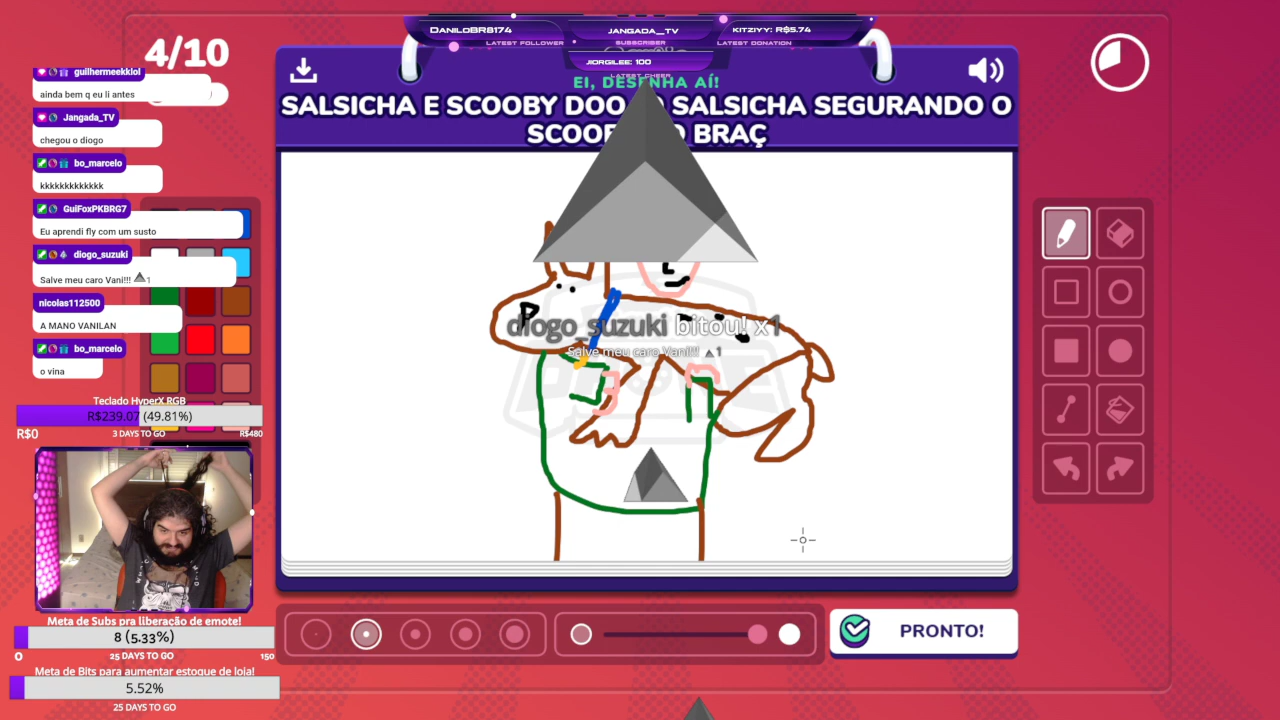 DANILOBR8174
LATEST FOLLOWER
JANGADA_TV
SUBSCRIBER
KITZIYY: R$5.74
LATEST DONATION
JIORGILEE: 100
LATEST CHEER
4/10
guilhermeekklol
ainda bem q eu li antes
Jangada_TV
chegou o diogo
bo_marcelo
kkkkkkkkkkkkk
GuiFoxPKBRG7
Eu aprendi fly com um susto
diogo_suzuki
Salve meu caro Vani!!! 1
nicolas112500
A MANO VANILAN
bo_marcelo
o vina
EI, DESENHA AÍ!
SALSICHA E SCOOBY DOO SALSICHA SEGURANDO O
BRAÇ
diogo_suzuki bitou! x1
Salve meu caro Vani!!! 1
Teclado HyperX RGB
R$239.07 (49.81%)
R$0 3 DAYS TO GO R$480
Meta de Subs pra liberação de emote!
8 (5.33%)
0 25 DAYS TO GO 150
Meta de Bits para aumentar estoque de loja!
5.52%
25 DAYS TO GO
PRONTO!